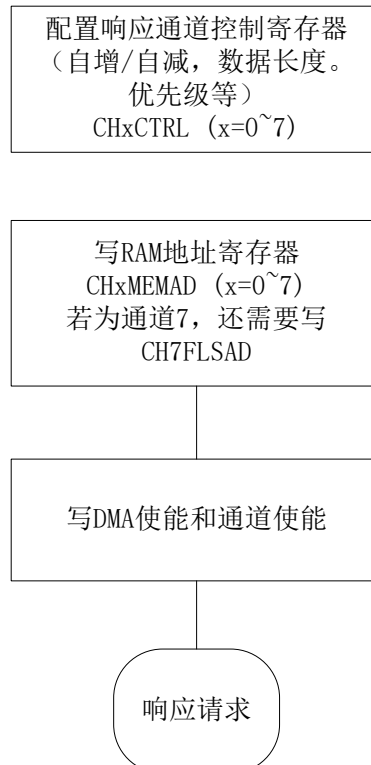 配置响应通道控制寄存器
（自增/自减，数据长度。
优先级等）
CHxCTRL (x=0~7)
写RAM地址寄存器
CHxMEMAD (x=0~7)
若为通道7，还需要写
CH7FLSAD
写DMA使能和通道使能
响应请求